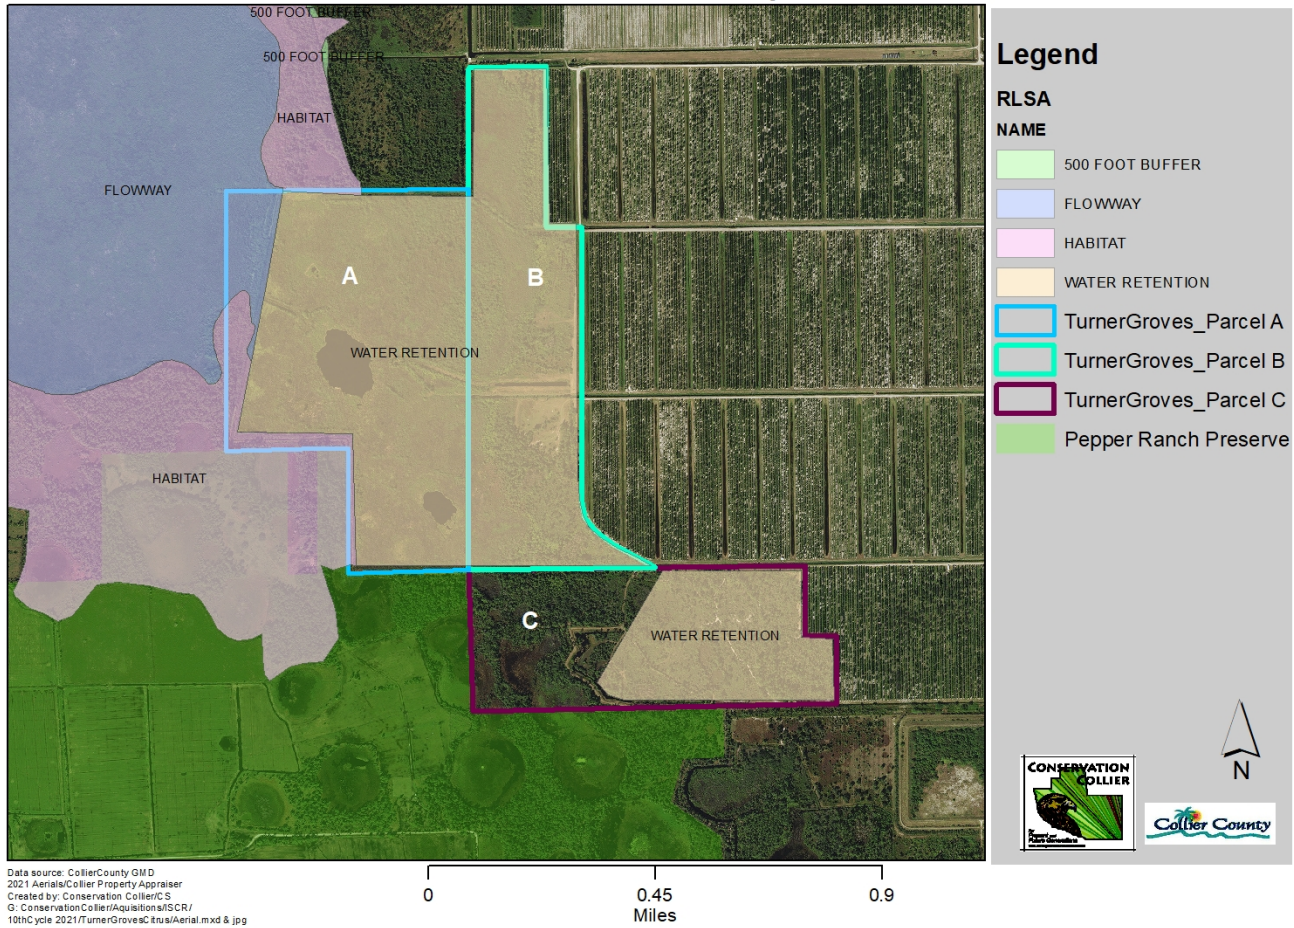 500 FOOT BUFFER
500 FOOT BUFFER
HABITAT
FLOWWAY
A
B
WATER RETENTION
HABITAT
C
WATER RETENTION
Legend
RLSA
NAME
500 FOOT BUFFER
FLOWWAY
HABITAT
WATER RETENTION
TurnerGroves_Parcel A
TurnerGroves_Parcel B
TurnerGroves_Parcel C
Pepper Ranch Preserve
N
CONSERVATION
COLLIER
Collier County
Data source: CollierCounty GMD
2021 Aerials/Collier Property Appraiser
Created by: Conservation Collier/CS
G: ConservationCollier/Aquisitions/ISCR/
10thCycle 2021/TurnerGrovesCitrus/Aerial.mxd & jpg
0 0.45 0.9
Miles